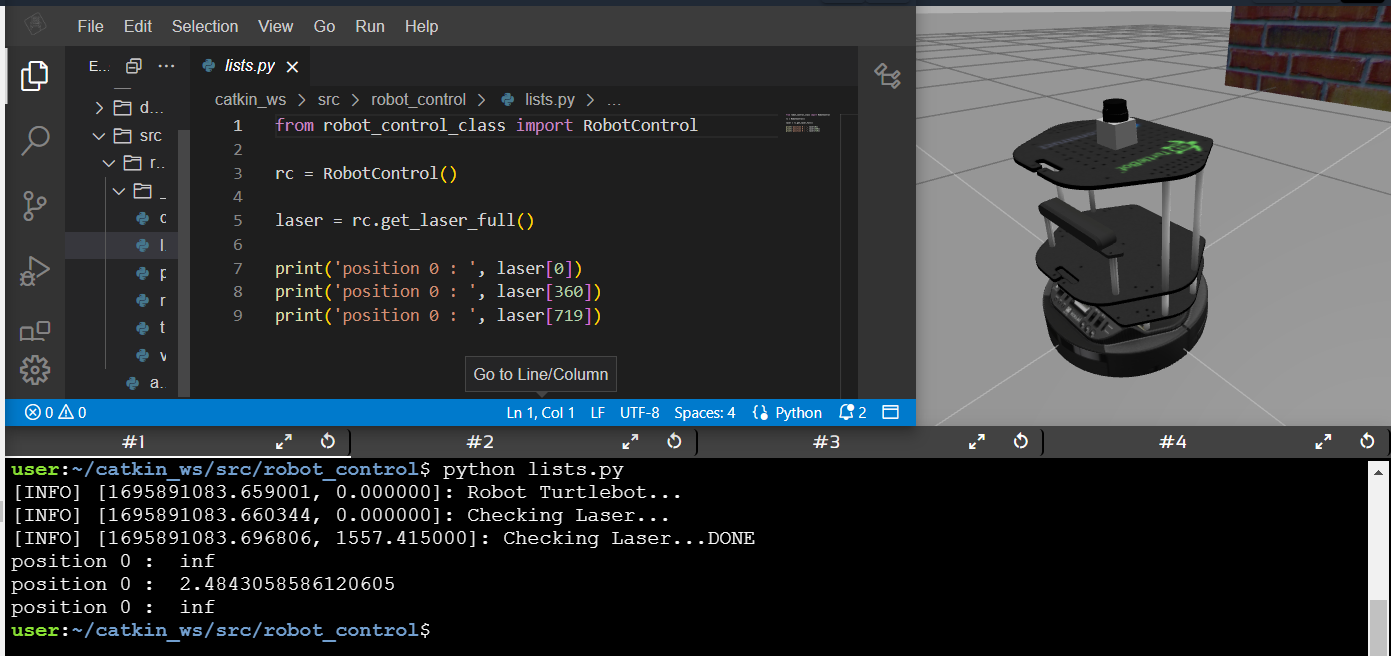 File Edit Selection View Go Run Help
E... lists.py
d...
catkin_ws > src > robot_control > lists.py > ...
src
r..
1 from robot_control_class import RobotControl
2
3 rc = RobotControl()
4
5 laser = rc.get_laser_full()
6
7 print('position 0 : ', laser[0])
8 print('position 0 : ', laser[360])
9 print('position 0 : ', laser[719])
a.
Go to Line/Column
0 0 Ln 1, Col 1 LF UTF-8 Spaces: 4 Python 2
TurtleBot
#1 #2 #3 #4
user:~/catkin_ws/src/robot_control$ python lists.py
[INFO] [1695891083.659001, 0.000000]: Robot Turtlebot...
[INFO] [1695891083.660344, 0.000000]: Checking Laser...
[INFO] [1695891083.696806, 1557.415000]: Checking Laser...DONE
position 0 :  inf
position 0 :  2.4843058586120605
position 0 :  inf
user:~/catkin_ws/src/robot_control$